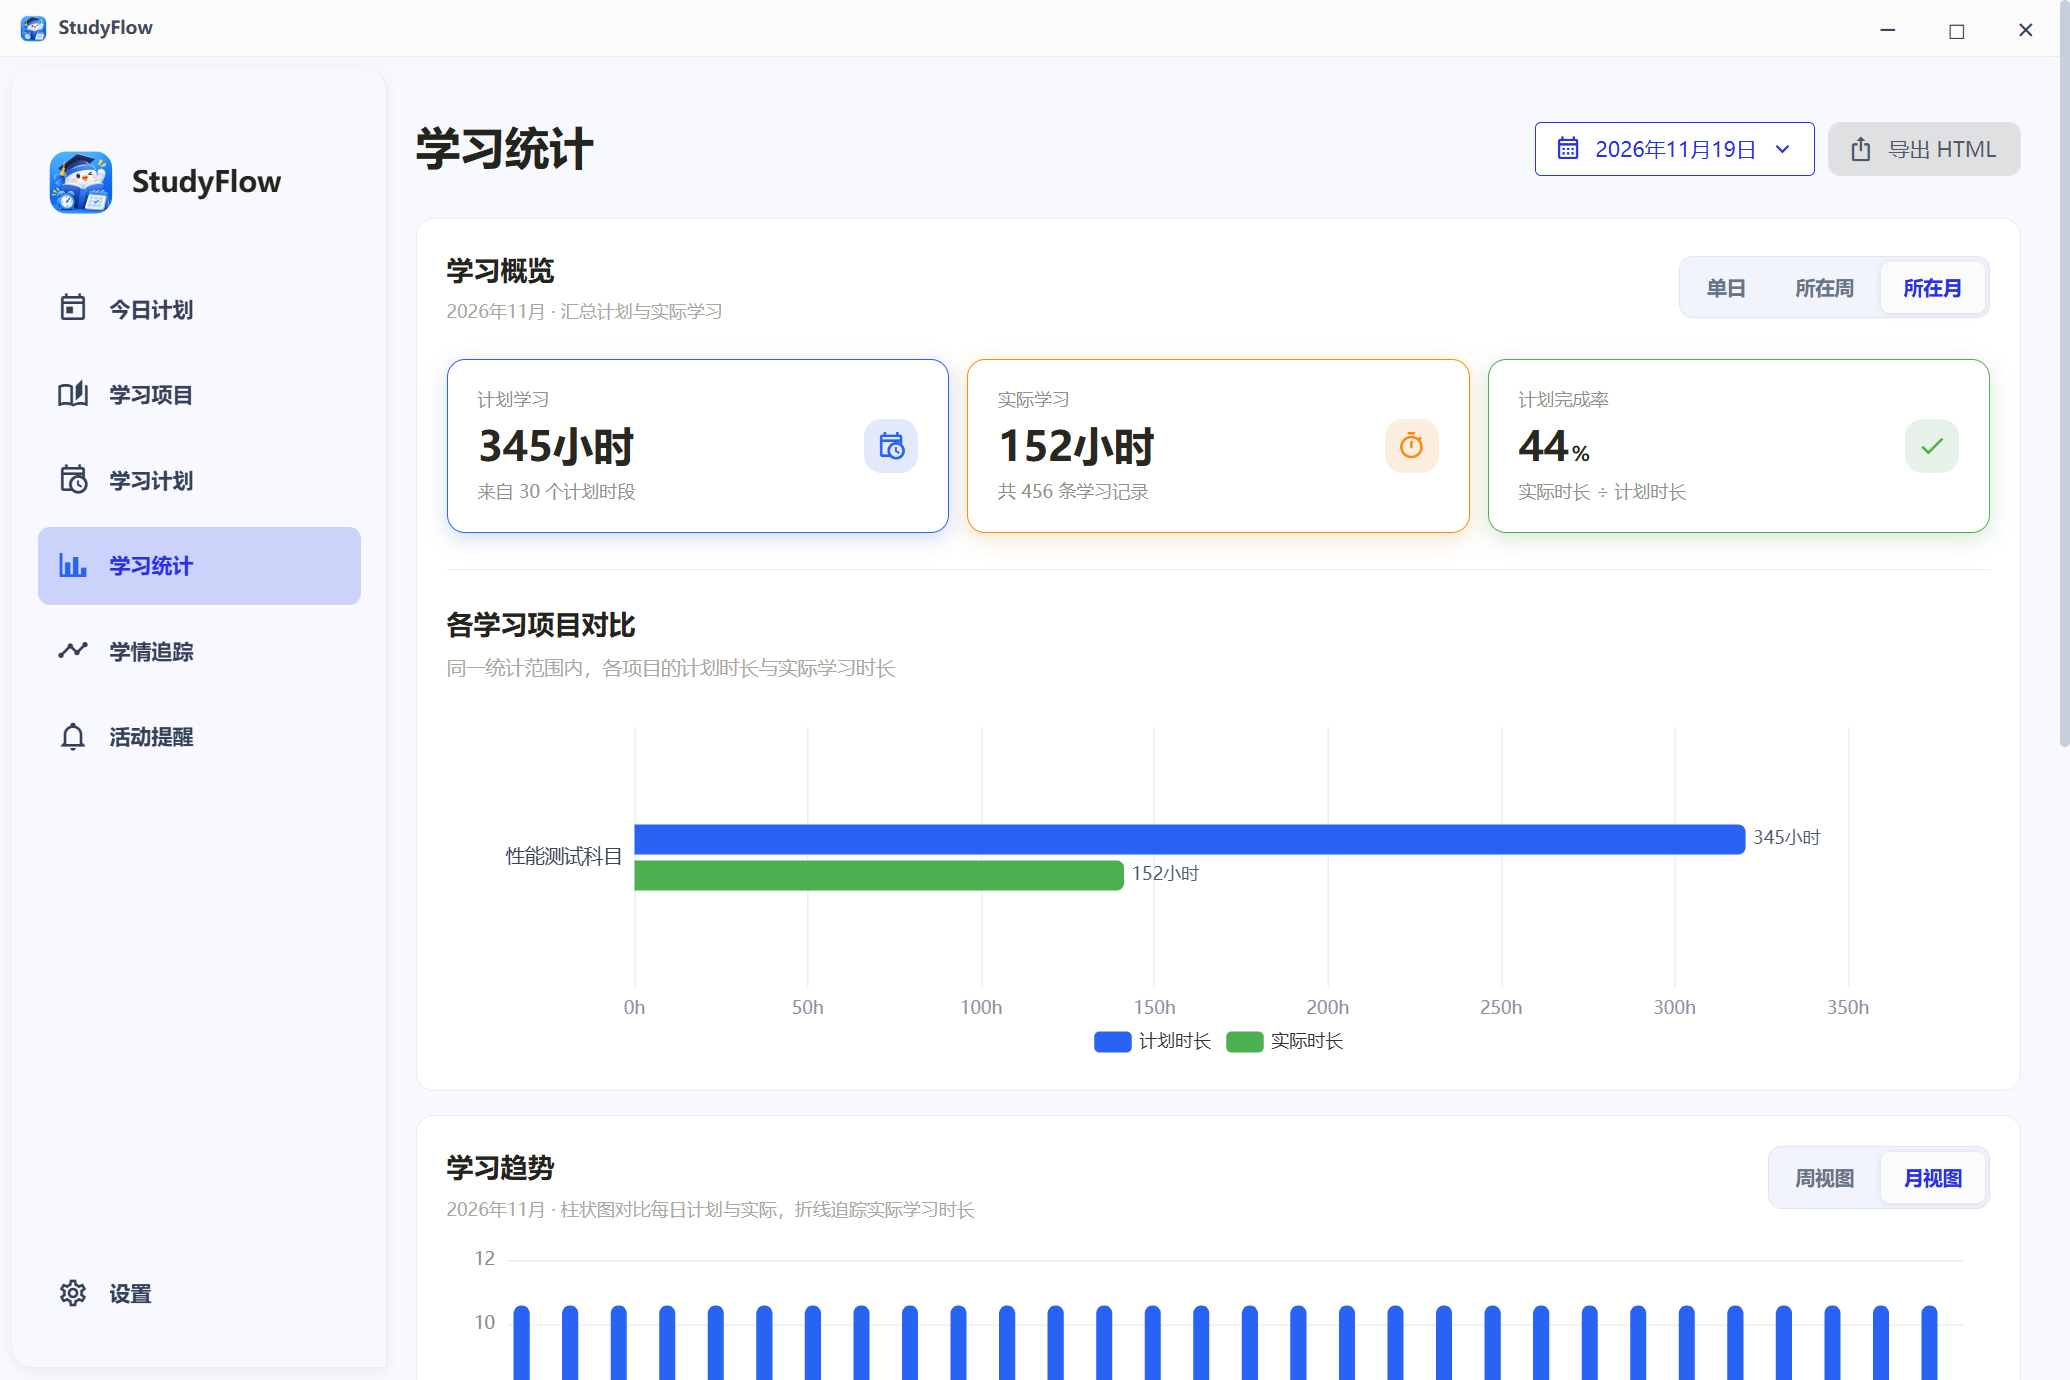 StudyFlow
StudyFlow
今日计划
学习项目
学习计划
学习统计
学情追踪
活动提醒
设置
学习统计
2026年11月19日
导出 HTML
学习概览
2026年11月 · 汇总计划与实际学习
单日
所在周
所在月
计划学习
345小时
来自 30 个计划时段
实际学习
152小时
共 456 条学习记录
计划完成率
44%
实际时长 ÷ 计划时长
各学习项目对比
同一统计范围内，各项目的计划时长与实际学习时长
性能测试科目
345小时
152小时
0h
50h
100h
150h
200h
250h
300h
350h
计划时长
实际时长
学习趋势
2026年11月 · 柱状图对比每日计划与实际，折线追踪实际学习时长
周视图
月视图
12
10